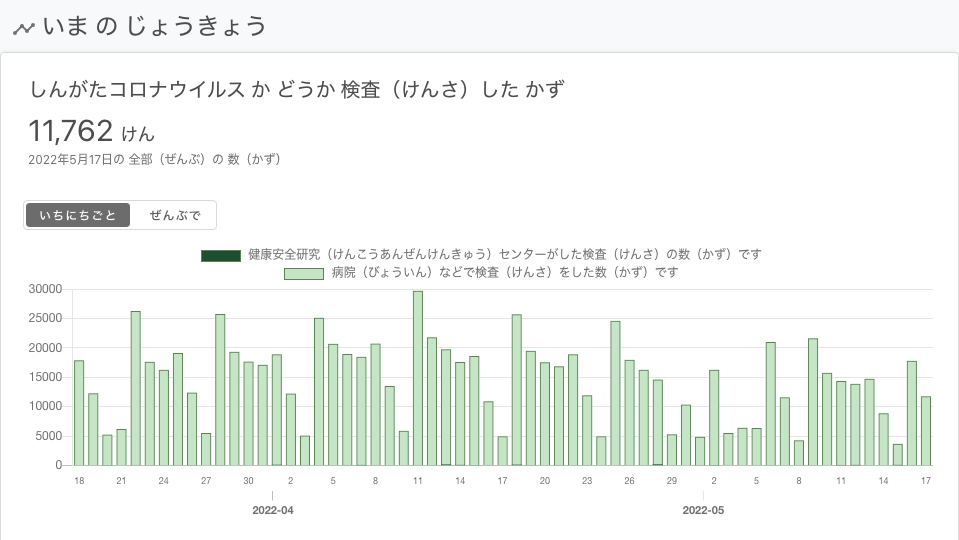 いま の じょうきょう
しんがたコロナウイルス か どうか 検査（けんさ）した かず
11,762 けん
2022年5月17日の 全部（ぜんぶ）の 数（かず）
いちにちごと ぜんぶで
健康安全研究（けんこうあんぜんけんきゅう）センターがした検査（けんさ）の数（かず）です
病院（びょういん）などで検査（けんさ）をした数（かず）です
30000
25000
20000
15000
10000
5000
0
18 21 24 27 30 2 5 8 11 14 17 20 23 26 29 2 5 8 11 14 17
2022-04 2022-05